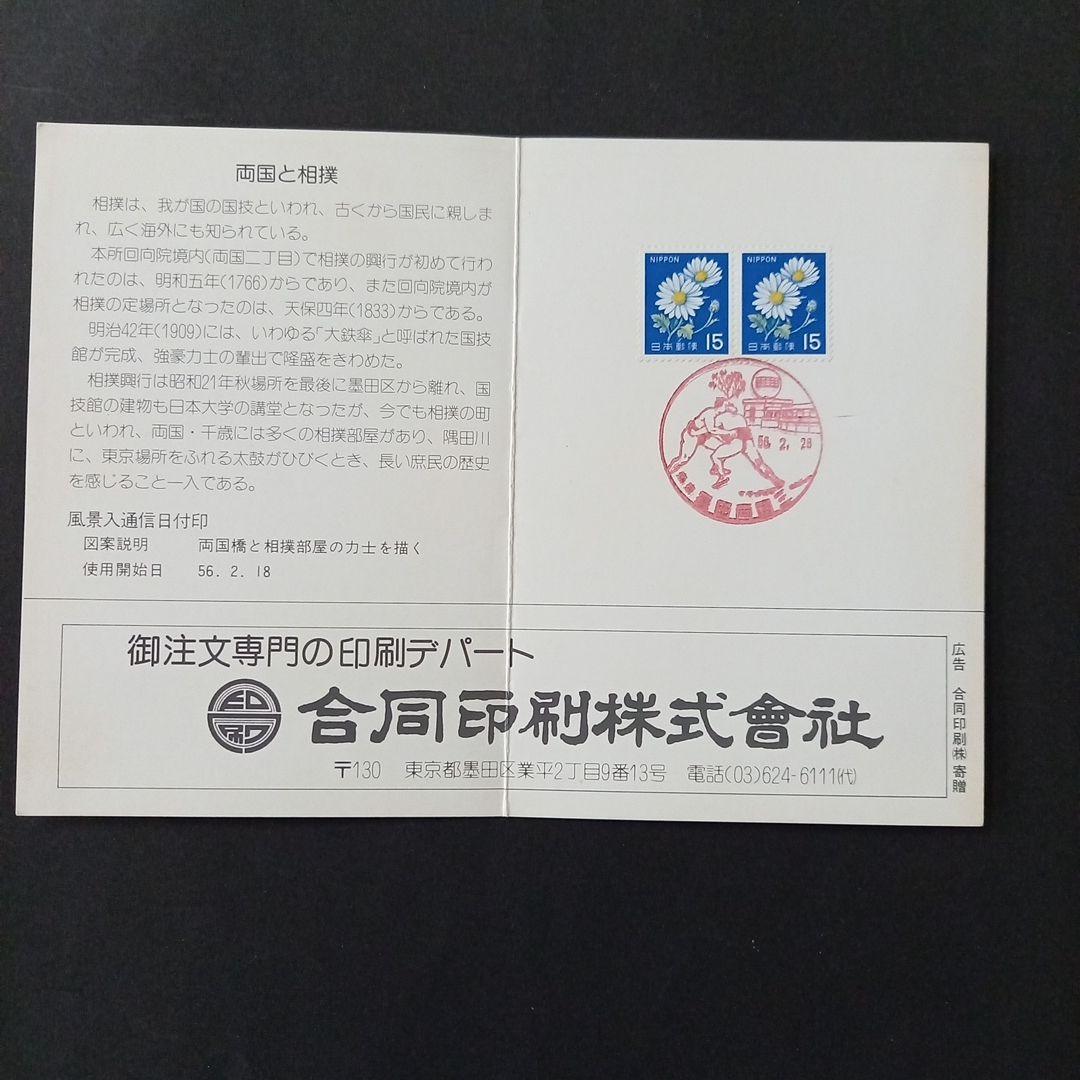 両国と相撲
相撲は、我が国の国技といわれ、古くから国民に親しま
れ、広く海外にも知られている。
本所回向院境内(両国二丁目)で相撲の興行が初めて行わ
れたのは、明和五年(1766)からであり、また回向院境内が
相撲の定場所となったのは、天保四年(1833)からである。
明治42年(1909)には、いわゆる「大鉄傘」と呼ばれた国技
館が完成、強豪力士の輩出で隆盛をきわめた。
相撲興行は昭和21年秋場所を最後に墨田区から離れ、国
技館の建物も日本大学の講堂となったが、今でも相撲の町
といわれ、両国・千歳には多くの相撲部屋があり、隅田川
に、東京場所をふれる太鼓がひびくとき、長い庶民の歴史
を感じること一入である。
風景入通信日付印
図案説明 両国橋と相撲部屋の力士を描く
使用開始日 56. 2. 18
NIPPON
15
日本郵便
NIPPON
15
日本郵便
56. 2. 28
墨田両国三
御注文専門の印刷デパート
印刷
合同印刷株式會社
〒130 東京都墨田区業平2丁目9番13号 電話(03)624-6111(代)
広告 合同印刷㈱寄贈